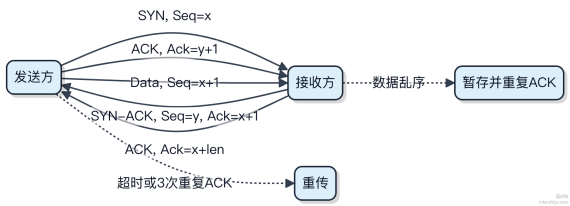 SYN, Seq=x
ACK, Ack=y+1
发送方
Data, Seq=x+1
接收方
数据乱序
暂存并重复ACK
SYN-ACK, Seq=y, Ack=x+1
ACK, Ack=x+len
超时或3次重复ACK
重传